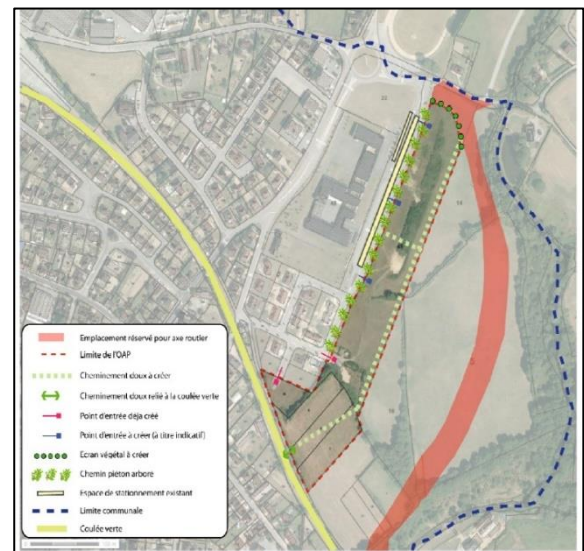 Emplacement réservé pour axe routier
Limite de l'OAP
Cheminement doux à créer
Cheminement doux relié à la coulée verte
Point d'entrée déja créé
Point d'entrée à créer (à titre indicatif)
Ecran végétal à créer
Chemin piéton arboré
Espace de stationnement existant
Limite communale
Coulée verte